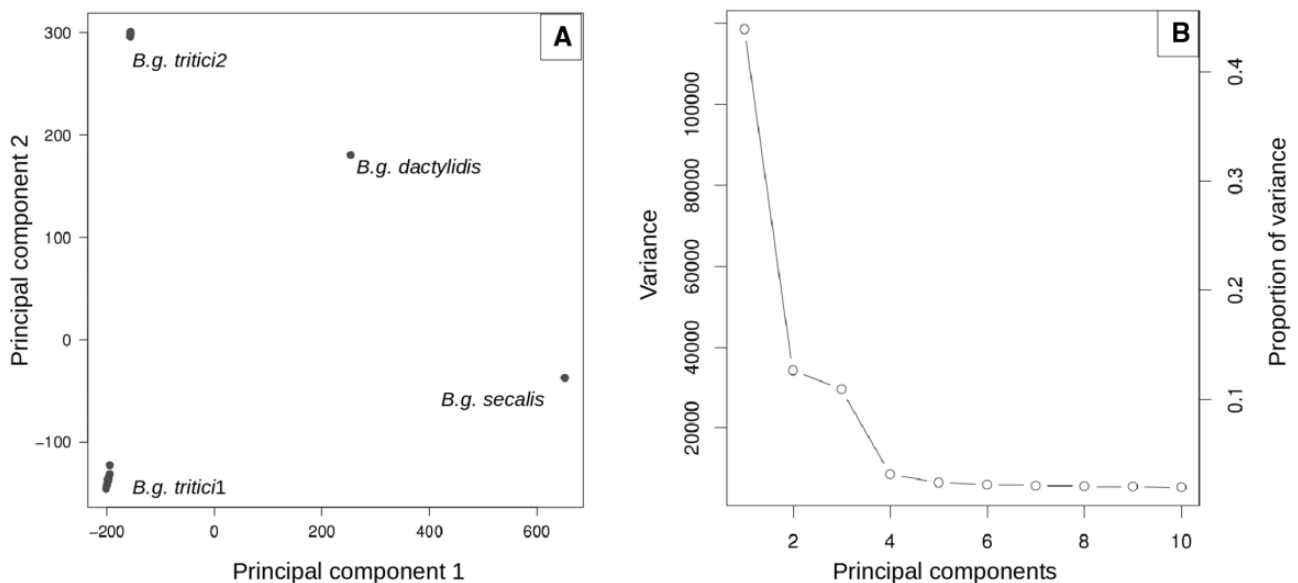 A
300
B.g. tritici2
200
B.g. dactylidis
100
0
B.g. secalis
−100
B.g. tritici1
−200 0 200 400 600
Principal component 1
Principal component 2
B
100000
80000
60000
40000
20000
Variance
0.4
0.3
0.2
0.1
Proportion of variance
2 4 6 8 10
Principal components